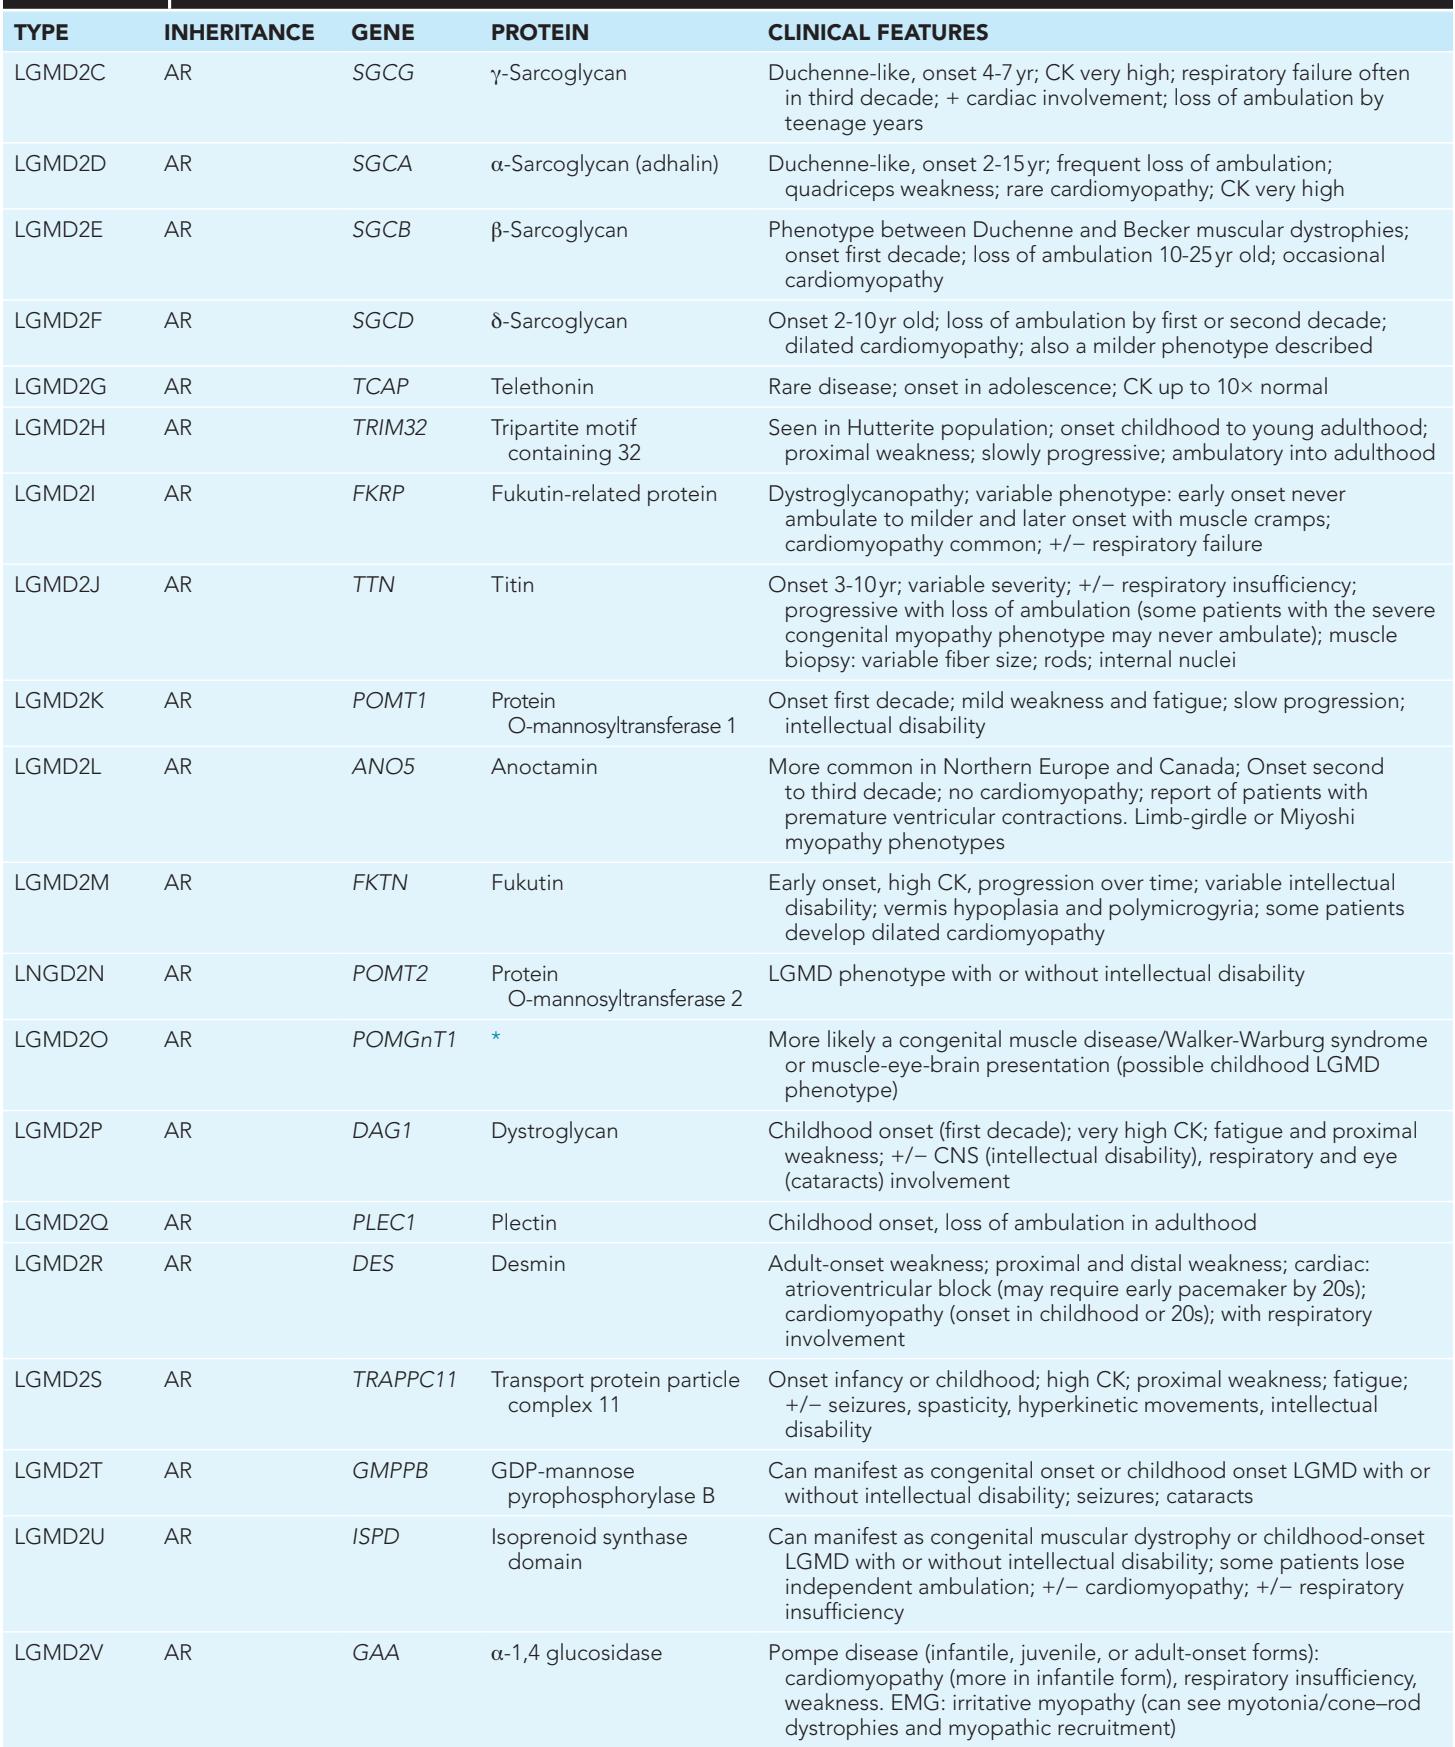 TYPE INHERITANCE GENE PROTEIN CLINICAL FEATURES
LGMD2C AR SGCG γ-Sarcoglycan Duchenne-like, onset 4-7 yr; CK very high; respiratory failure often
in third decade; + cardiac involvement; loss of ambulation by
teenage years
LGMD2D AR SGCA α-Sarcoglycan (adhalin) Duchenne-like, onset 2-15 yr; frequent loss of ambulation;
quadriceps weakness; rare cardiomyopathy; CK very high
LGMD2E AR SGCB β-Sarcoglycan Phenotype between Duchenne and Becker muscular dystrophies;
onset first decade; loss of ambulation 10-25 yr old; occasional
cardiomyopathy
LGMD2F AR SGCD δ-Sarcoglycan Onset 2-10 yr old; loss of ambulation by first or second decade;
dilated cardiomyopathy; also a milder phenotype described
LGMD2G AR TCAP Telethonin Rare disease; onset in adolescence; CK up to 10× normal
LGMD2H AR TRIM32 Tripartite motif Seen in Hutterite population; onset childhood to young adulthood;
containing 32 proximal weakness; slowly progressive; ambulatory into adulthood
LGMD2I AR FKRP Fukutin-related protein Dystroglycanopathy; variable phenotype: early onset never
ambulate to milder and later onset with muscle cramps;
cardiomyopathy common; +/− respiratory failure
LGMD2J AR TTN Titin Onset 3-10 yr; variable severity; +/− respiratory insufficiency;
progressive with loss of ambulation (some patients with the severe
congenital myopathy phenotype may never ambulate); muscle
biopsy: variable fiber size; rods; internal nuclei
LGMD2K AR POMT1 Protein Onset first decade; mild weakness and fatigue; slow progression;
O-mannosyltransferase 1 intellectual disability
LGMD2L AR ANO5 Anoctamin More common in Northern Europe and Canada; Onset second
to third decade; no cardiomyopathy; report of patients with
premature ventricular contractions. Limb-girdle or Miyoshi
myopathy phenotypes
LGMD2M AR FKTN Fukutin Early onset, high CK, progression over time; variable intellectual
disability; vermis hypoplasia and polymicrogyria; some patients
develop dilated cardiomyopathy
LNGD2N AR POMT2 Protein LGMD phenotype with or without intellectual disability
O-mannosyltransferase 2
LGMD2O AR POMGnT1 * More likely a congenital muscle disease/Walker-Warburg syndrome
or muscle-eye-brain presentation (possible childhood LGMD
phenotype)
LGMD2P AR DAG1 Dystroglycan Childhood onset (first decade); very high CK; fatigue and proximal
weakness; +/− CNS (intellectual disability), respiratory and eye
(cataracts) involvement
LGMD2Q AR PLEC1 Plectin Childhood onset, loss of ambulation in adulthood
LGMD2R AR DES Desmin Adult-onset weakness; proximal and distal weakness; cardiac:
atrioventricular block (may require early pacemaker by 20s);
cardiomyopathy (onset in childhood or 20s); with respiratory
involvement
LGMD2S AR TRAPPC11 Transport protein particle Onset infancy or childhood; high CK; proximal weakness; fatigue;
complex 11 +/− seizures, spasticity, hyperkinetic movements, intellectual
disability
LGMD2T AR GMPPB GDP-mannose Can manifest as congenital onset or childhood onset LGMD with or
pyrophosphorylase B without intellectual disability; seizures; cataracts
LGMD2U AR ISPD Isoprenoid synthase Can manifest as congenital muscular dystrophy or childhood-onset
domain LGMD with or without intellectual disability; some patients lose
independent ambulation; +/− cardiomyopathy; +/− respiratory
insufficiency
LGMD2V AR GAA α-1,4 glucosidase Pompe disease (infantile, juvenile, or adult-onset forms):
cardiomyopathy (more in infantile form), respiratory insufficiency,
weakness. EMG: irritative myopathy (can see myotonia/cone–rod
dystrophies and myopathic recruitment)